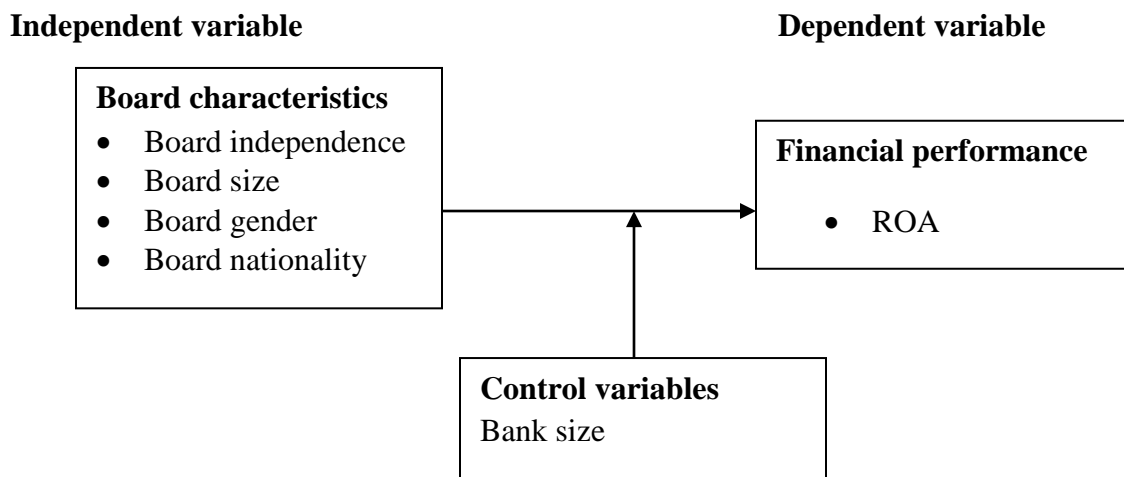 Independent variable
Dependent variable
Board characteristics
• Board independence
• Board size
• Board gender
• Board nationality
Financial performance
• ROA
Control variables
Bank size